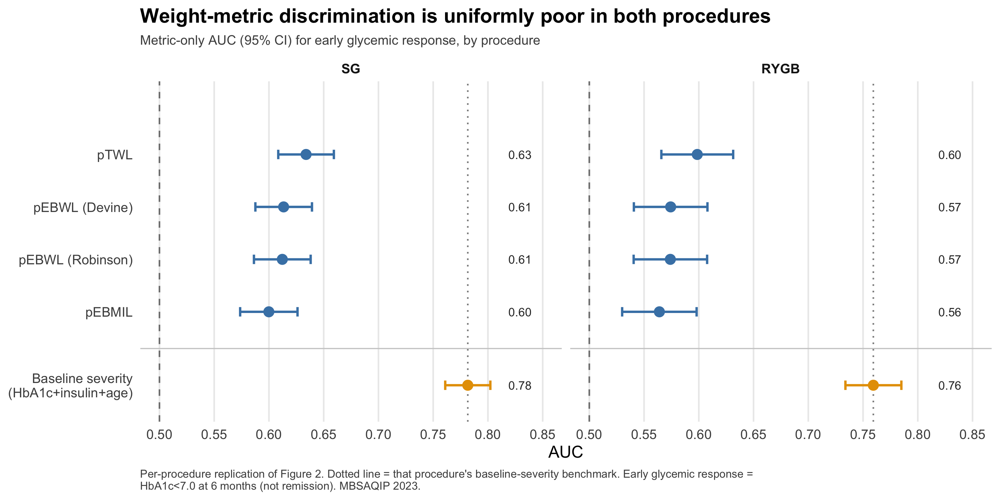 Weight-metric discrimination is uniformly poor in both procedures
Metric-only AUC (95% CI) for early glycemic response, by procedure
SG
RYGB
pTWL
0.63
0.60
pEBWL (Devine)
0.61
0.57
pEBWL (Robinson)
0.61
0.57
pEBMIL
0.60
0.56
Baseline severity
(HbA1c+insulin+age)
0.78
0.76
0.50 0.55 0.60 0.65 0.70 0.75 0.80 0.85
0.50 0.55 0.60 0.65 0.70 0.75 0.80 0.85
AUC
Per-procedure replication of Figure 2. Dotted line = that procedure's baseline-severity benchmark. Early glycemic response =
HbA1c<7.0 at 6 months (not remission). MBSAQIP 2023.